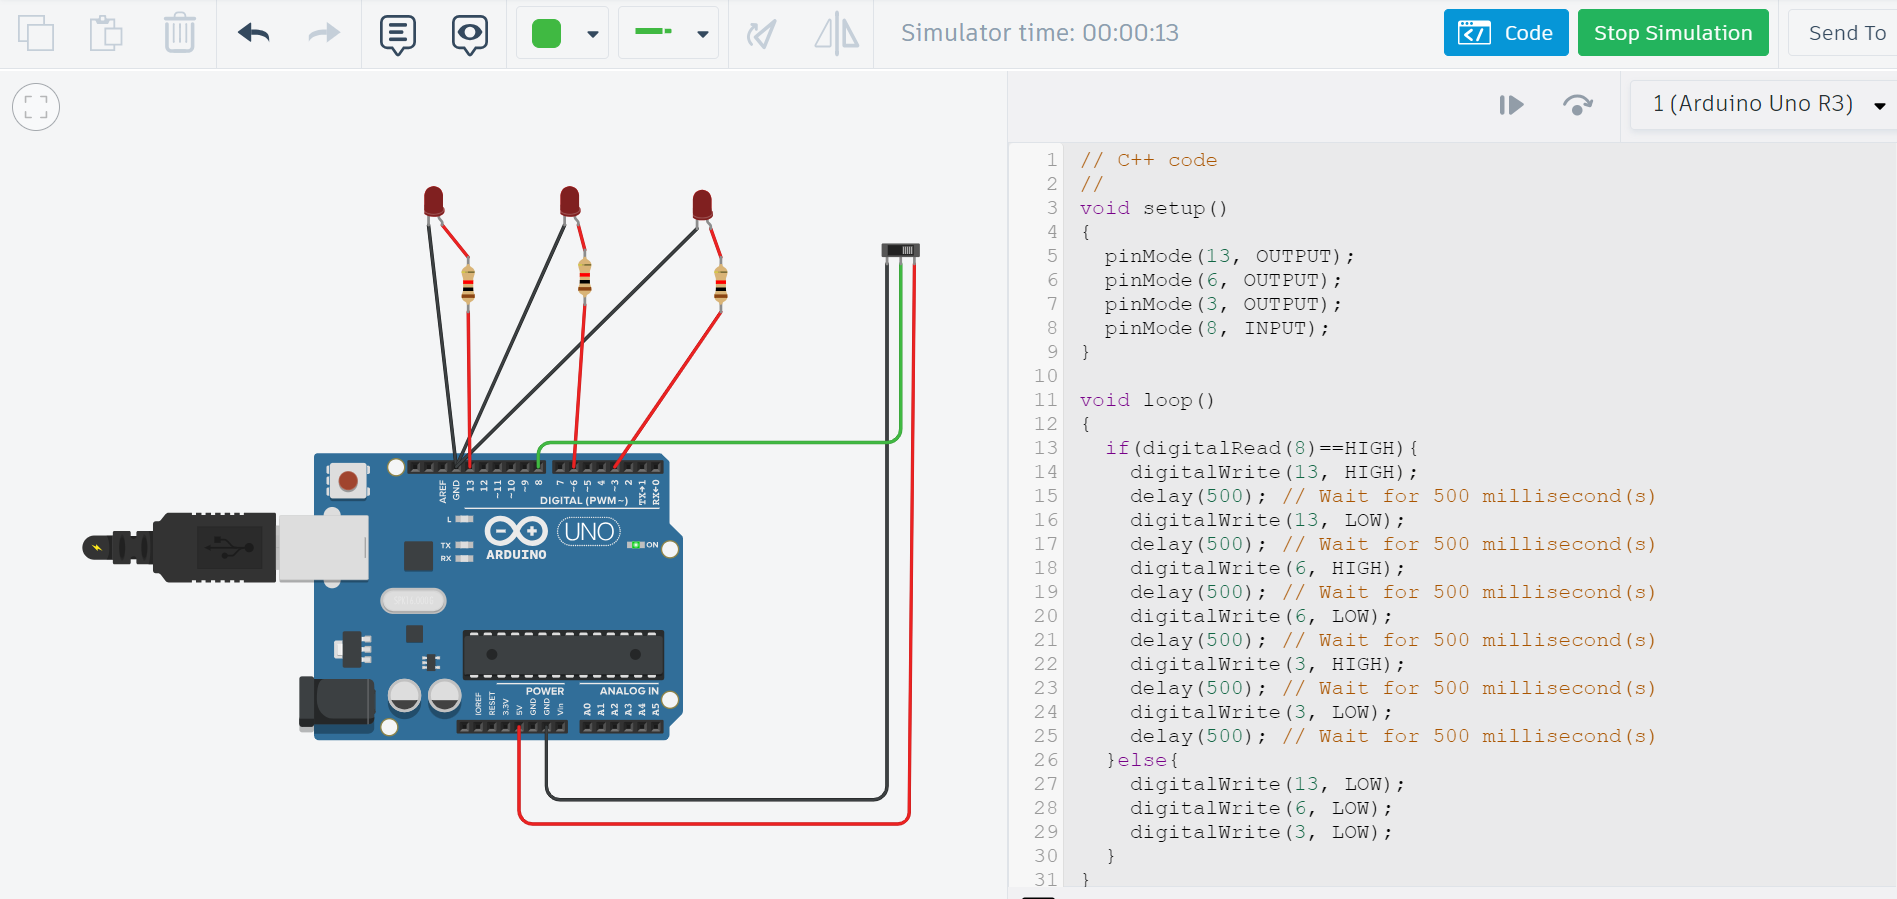 Simulator time: 00:00:13
Code
Stop Simulation
Send To
1 (Arduino Uno R3)
1 // C++ code
2 //
3 void setup()
4 {
5 pinMode(13, OUTPUT);
6 pinMode(6, OUTPUT);
7 pinMode(3, OUTPUT);
8 pinMode(8, INPUT);
9 }
10
11 void loop()
12 {
13 if(digitalRead(8)==HIGH){
14 digitalWrite(13, HIGH);
15 delay(500); // Wait for 500 millisecond(s)
16 digitalWrite(13, LOW);
17 delay(500); // Wait for 500 millisecond(s)
18 digitalWrite(6, HIGH);
19 delay(500); // Wait for 500 millisecond(s)
20 digitalWrite(6, LOW);
21 delay(500); // Wait for 500 millisecond(s)
22 digitalWrite(3, HIGH);
23 delay(500); // Wait for 500 millisecond(s)
24 digitalWrite(3, LOW);
25 delay(500); // Wait for 500 millisecond(s)
26 }else{
27 digitalWrite(13, LOW);
28 digitalWrite(6, LOW);
29 digitalWrite(3, LOW);
30 }
31 }
AREF GND 13 12 ~11 ~10 ~9 8 7 ~6 ~5 4 ~3 2 TX→1 RX←0
DIGITAL (PWM~)
L
TX
RX
ARDUINO
UNO
ON
POWER
ANALOG IN
IOREF RESET 3.3V 5V GND GND Vin A0 A1 A2 A3 A4 A5